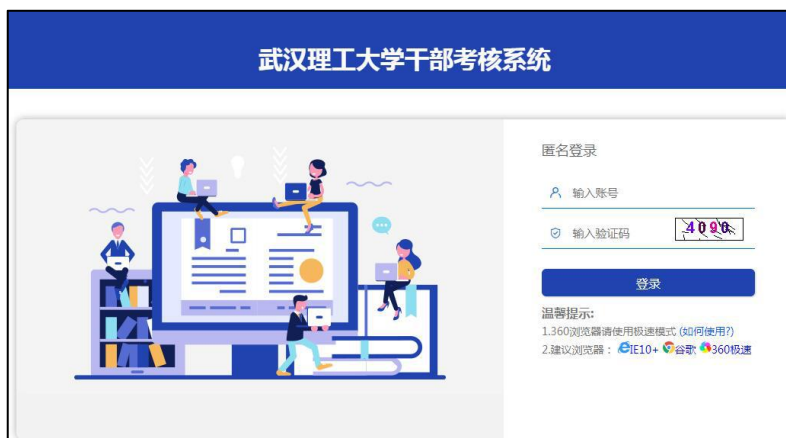 武汉理工大学干部考核系统
匿名登录
输入账号
输入验证码 4090
登录
温馨提示:
1.360浏览器请使用极速模式 (如何使用?)
2.建议浏览器： IE10+ 谷歌 360极速